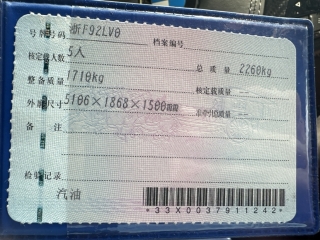 号牌号码 浙F92LV0 档案编号
核定载人数 5人 总质量 2260kg
整备质量 1710kg 核定载质量 --
外廓尺寸 5106×1868×1500mm 准牵引总质量 --
备注
检验记录
汽油
*33X0037911242*